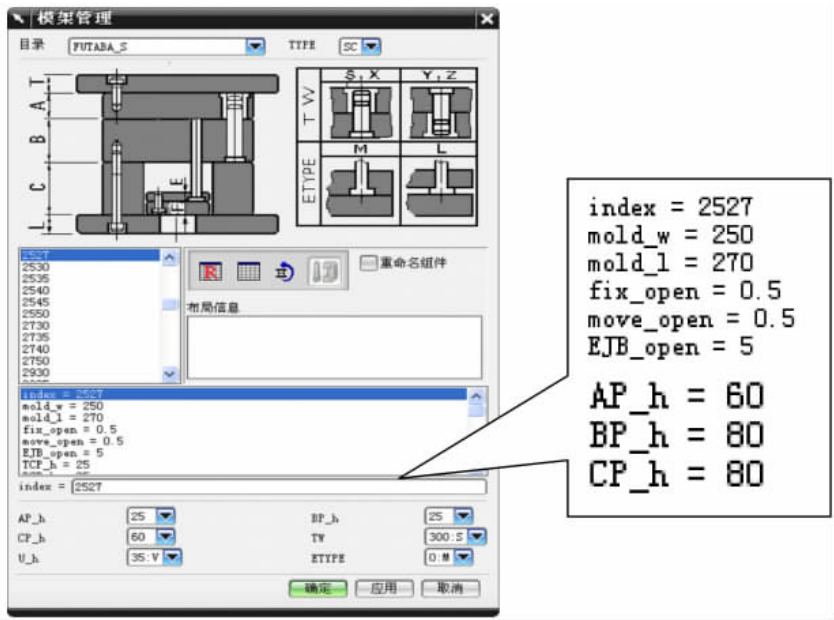 模架管理
目录 FUTABA_S TYPE SC
T
A
B
C
L
E
F
S , X Y , Z
T W
M L
ETYPE
2527
2530
2535
2540
2545
2550
2730
2735
2740
2750
2930
重命名组件
布局信息
index = 2527
mold_w = 250
mold_l = 270
fix_open = 0.5
move_open = 0.5
EJB_open = 5
TCP_h = 25
index = 2527
AP_h 25 BP_h 25
CP_h 60 TW 300:S
U_h 35:V ETYPE 0:M
确定 应用 取消
index = 2527
mold_w = 250
mold_l = 270
fix_open = 0.5
move_open = 0.5
EJB_open = 5
AP_h = 60
BP_h = 80
CP_h = 80